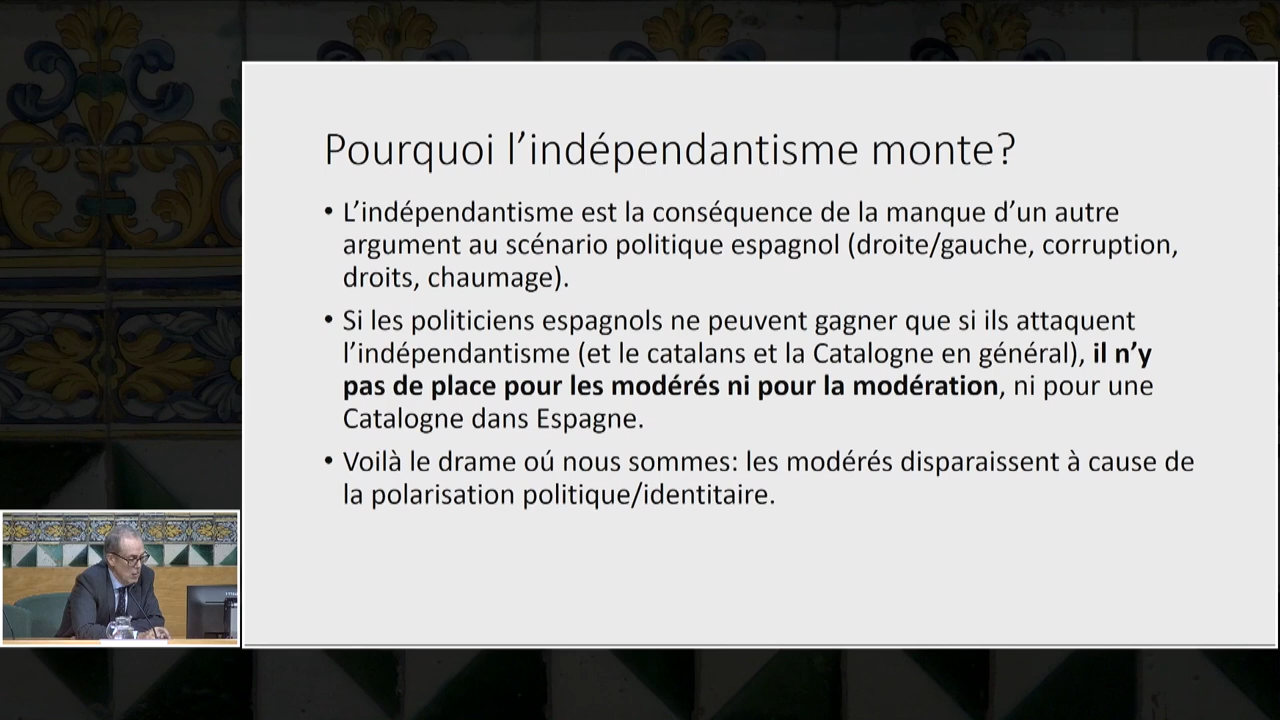 Pourquoi l’indépendantisme monte?
• L’indépendantisme est la conséquence de la manque d’un autre
argument au scénario politique espagnol (droite/gauche, corruption,
droits, chaumage).
• Si les politiciens espagnols ne peuvent gagner que si ils attaquent
l’indépendantisme (et le catalans et la Catalogne en général), il n’y
pas de place pour les modérés ni pour la modération, ni pour une
Catalogne dans Espagne.
• Voilà le drame oú nous sommes: les modérés disparaissent à cause de
la polarisation politique/identitaire.